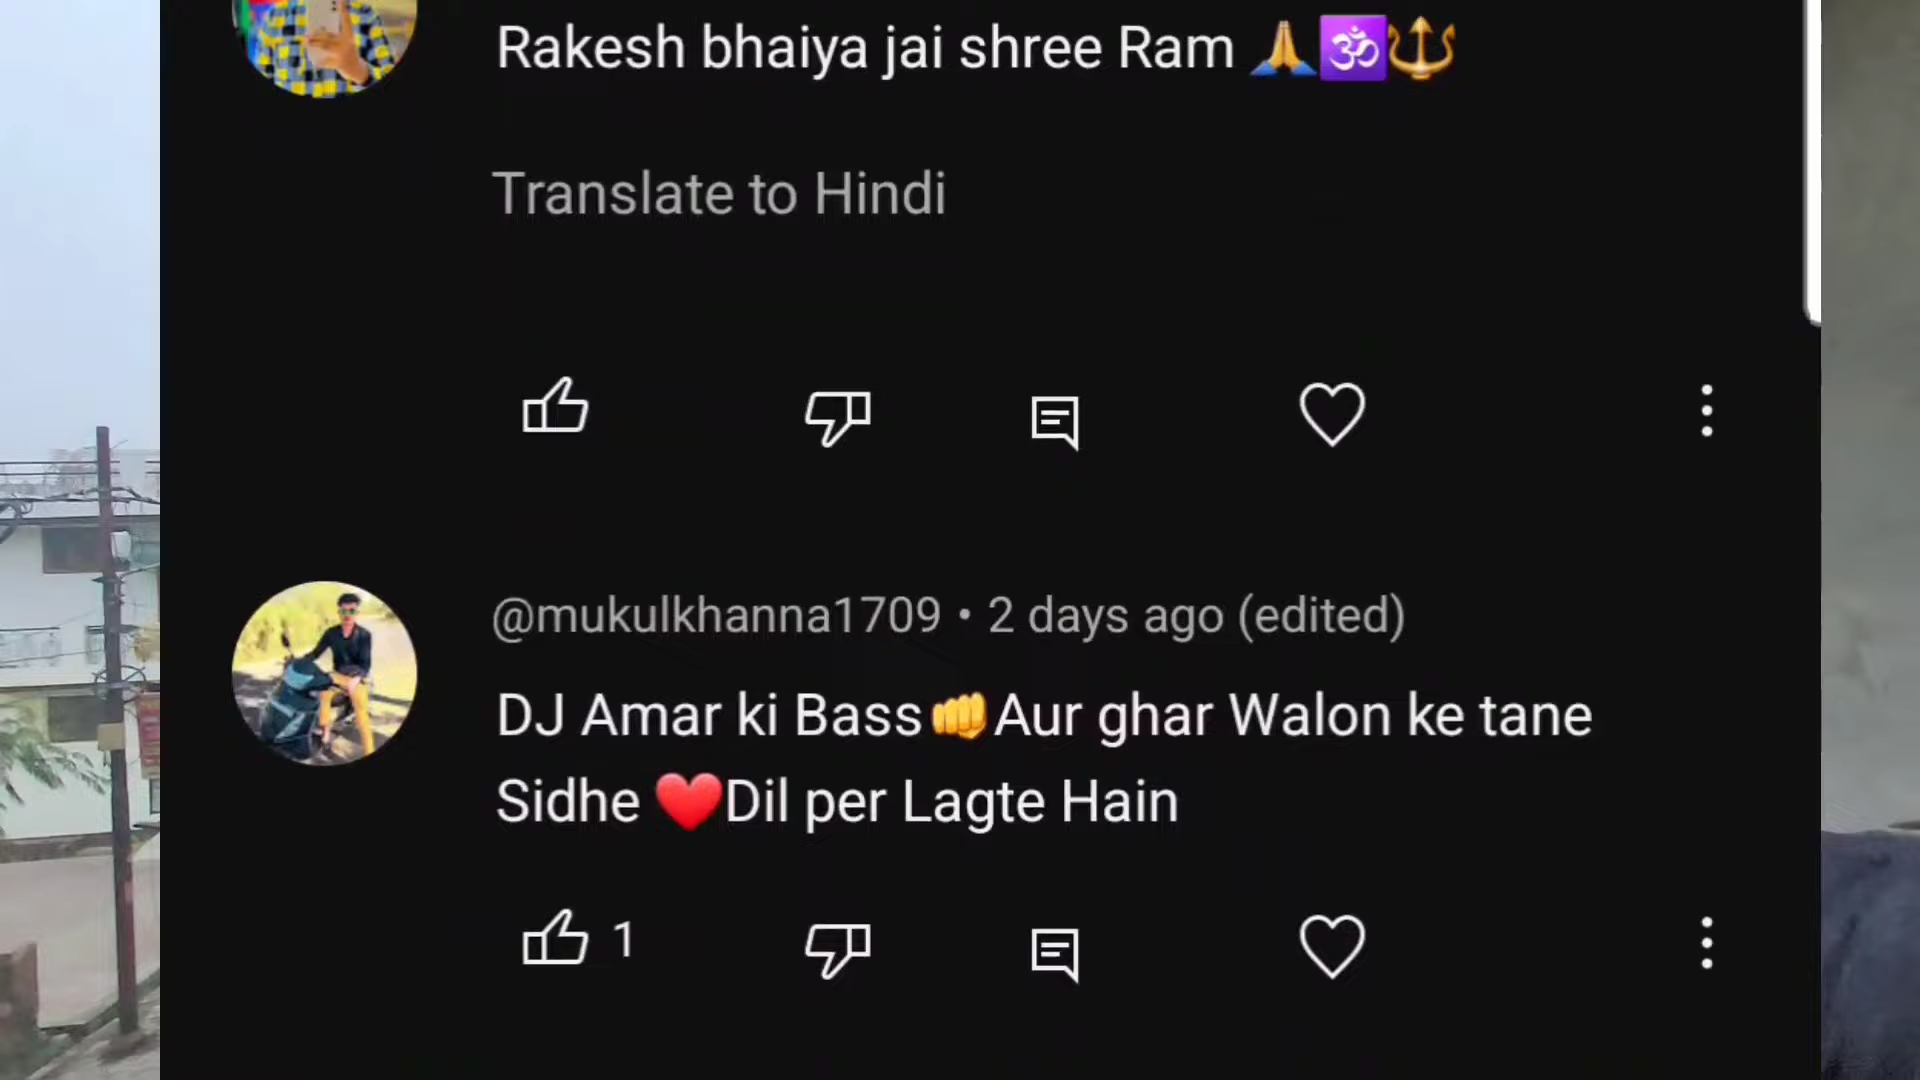 Rakesh bhaiya jai shree Ram 🙏🕉️🔱
Translate to Hindi
@mukulkhanna1709 • 2 days ago (edited)
DJ Amar ki Bass👊Aur ghar Walon ke tane
Sidhe ❤️Dil per Lagte Hain
1